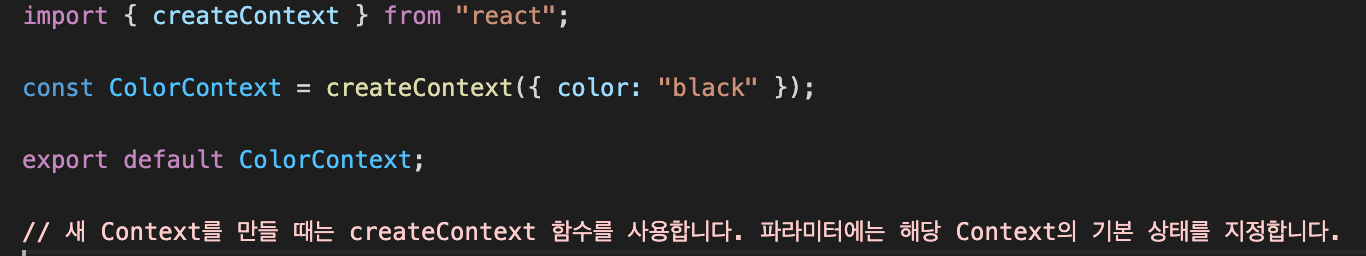 import { createContext } from "react";
const ColorContext = createContext({ color: "black" });
export default ColorContext;
// 새 Context를 만들 때는 createContext 함수를 사용합니다. 파라미터에는 해당 Context의 기본 상태를 지정합니다.